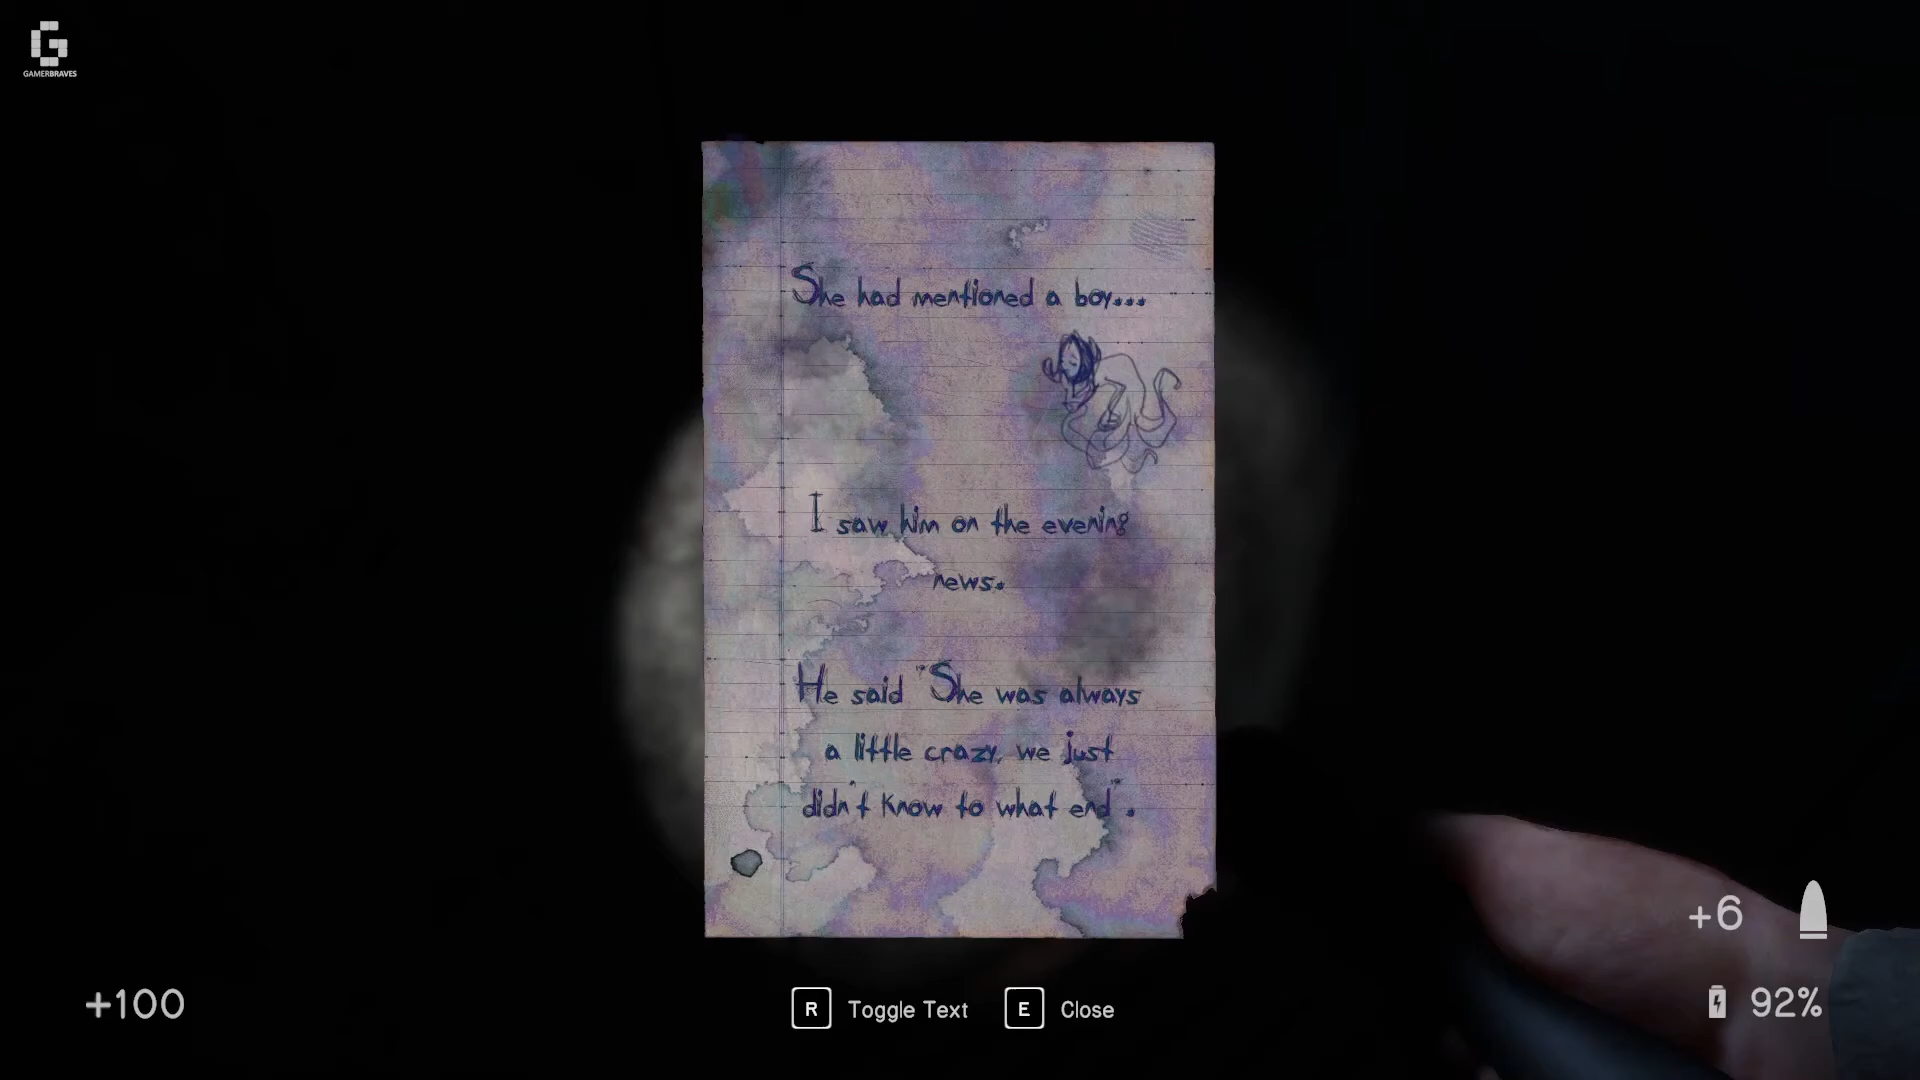 GAMERBRAVES
She had mentioned a boy...
I saw him on the evening
news.
He said "She was always
a little crazy, we just
didn't know to what end".
+6
+100
R Toggle Text E Close
92%